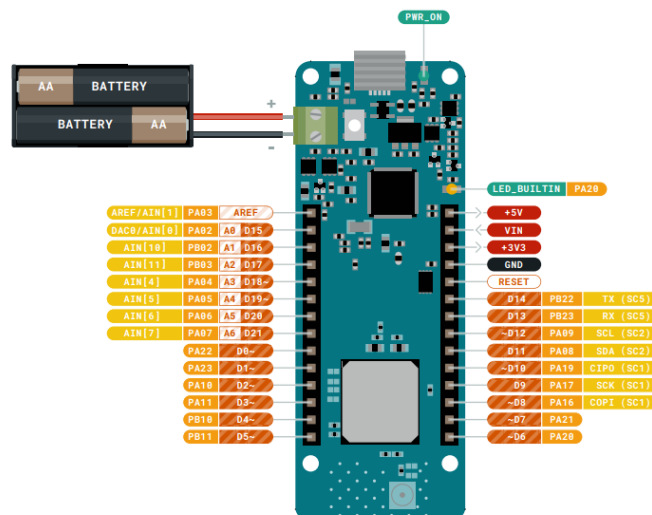 PWR_ON
AA BATTERY
BATTERY AA
+
-
LED_BUILTIN PA20
AREF/AIN[1] PA03 AREF
+5V
DAC0/AIN[0] PA02 A0 D15
VIN
AIN[10] PB02 A1 D16
+3V3
AIN[11] PB03 A2 D17
GND
AIN[4] PA04 A3 D18~
RESET
AIN[5] PA05 A4 D19~
D14 PB22 TX (SC5)
AIN[6] PA06 A5 D20
D13 PB23 RX (SC5)
AIN[7] PA07 A6 D21
~D12 PA09 SCL (SC2)
PA22 D0~
D11 PA08 SDA (SC2)
PA23 D1~
~D10 PA19 CIPO (SC1)
PA10 D2~
D9 PA17 SCK (SC1)
PA11 D3~
~D8 PA16 COPI (SC1)
PB10 D4~
~D7 PA21
PB11 D5~
~D6 PA20